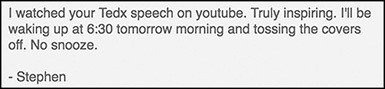 I watched your Tedx speech on youtube. Truly inspiring. I'll be
waking up at 6:30 tomorrow morning and tossing the covers
off. No snooze.
- Stephen